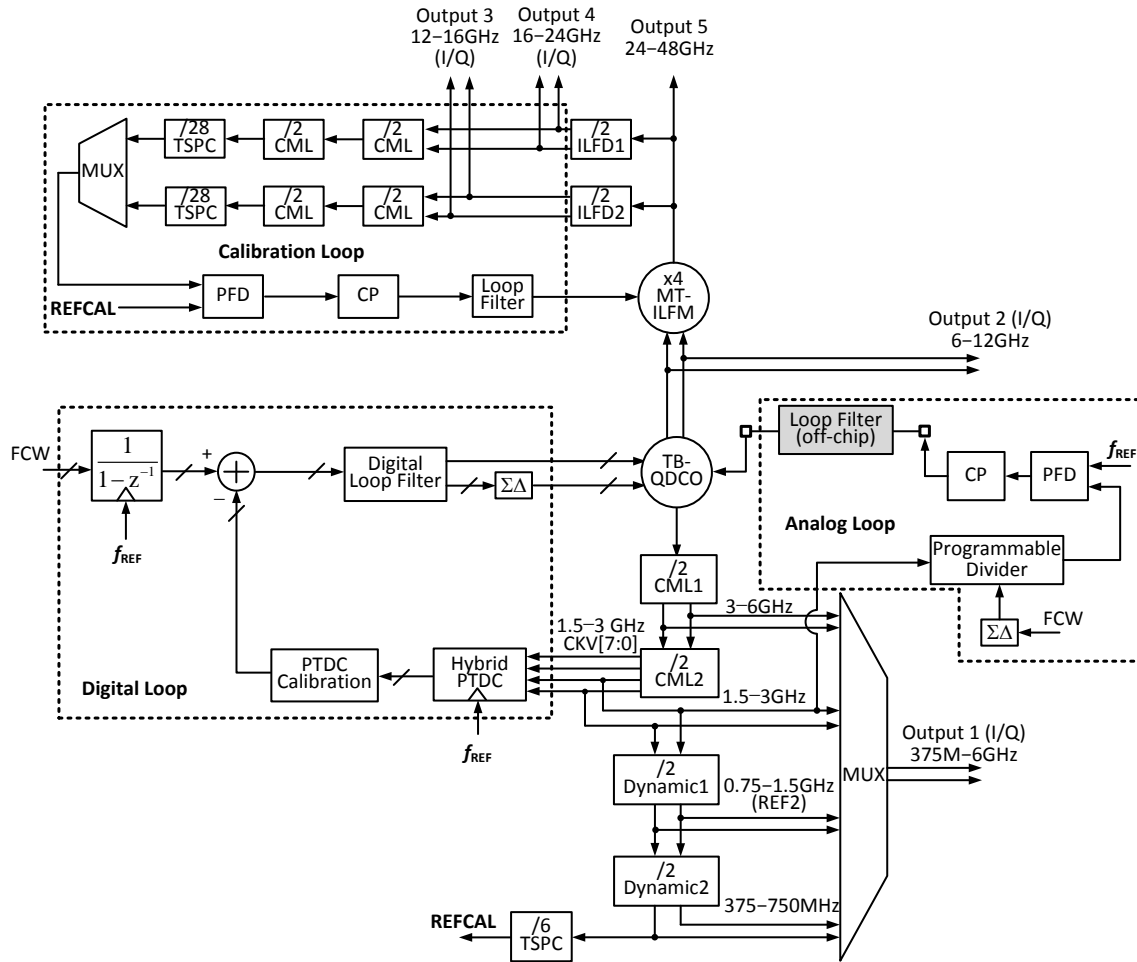 Output 3
12−16GHz
(I/Q)
Output 4
16−24GHz
(I/Q)
Output 5
24−48GHz
/28
TSPC
/2
CML
/2
CML
/2
ILFD1
MUX
/28
TSPC
/2
CML
/2
CML
/2
ILFD2
Calibration Loop
PFD
CP
Loop
Filter
REFCAL
x4
MT-
ILFM
Output 2 (I/Q)
6−12GHz
FCW
1
1−z⁻¹
fREF
+
−
Digital
Loop Filter
ΣΔ
TB-
QDCO
Loop Filter
(off-chip)
CP
PFD
fREF
Analog Loop
Programmable
Divider
ΣΔ
FCW
/2
CML1
3−6GHz
1.5−3 GHz
CKV[7:0]
/2
CML2
PTDC
Calibration
Hybrid
PTDC
fREF
Digital Loop
1.5−3GHz
/2
Dynamic1
0.75−1.5GHz
(REF2)
MUX
Output 1 (I/Q)
375M−6GHz
/2
Dynamic2
375−750MHz
REFCAL
/6
TSPC